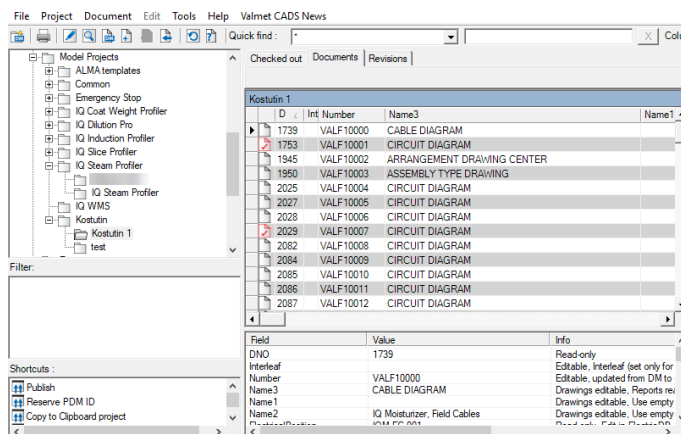 File Project Document Edit Tools Help Valmet CADS News
Quick find : * X Colu
Model Projects
ALMA templates
Common
Emergency Stop
IQ Coat Weight Profiler
IQ Dilution Pro
IQ Induction Profiler
IQ Slice Profiler
IQ Steam Profiler
IQ Steam Profiler
IQ WMS
Kostutin
Kostutin 1
test
Filter:
Shortcuts :
Publish
Reserve PDM ID
Copy to Clipboard project
Checked out Documents Revisions
Kostutin 1
D Int Number Name3 Name1
1739 VALF10000 CABLE DIAGRAM
1753 VALF10001 CIRCUIT DIAGRAM
1945 VALF10002 ARRANGEMENT DRAWING CENTER
1950 VALF10003 ASSEMBLY TYPE DRAWING
2025 VALF10004 CIRCUIT DIAGRAM
2027 VALF10005 CIRCUIT DIAGRAM
2028 VALF10006 CIRCUIT DIAGRAM
2029 VALF10007 CIRCUIT DIAGRAM
2082 VALF10008 CIRCUIT DIAGRAM
2084 VALF10009 CIRCUIT DIAGRAM
2085 VALF10010 CIRCUIT DIAGRAM
2086 VALF10011 CIRCUIT DIAGRAM
2087 VALF10012 CIRCUIT DIAGRAM
Field Value Info
DNO 1739 Read-only
Interleaf Editable, Interleaf (set only for
Number VALF10000 Editable, updated from DM to
Name3 CABLE DIAGRAM Drawings editable, Reports rea
Name1 Drawings editable, Use empty
Name2 IQ Moisturizer, Field Cables Drawings editable, Use empty